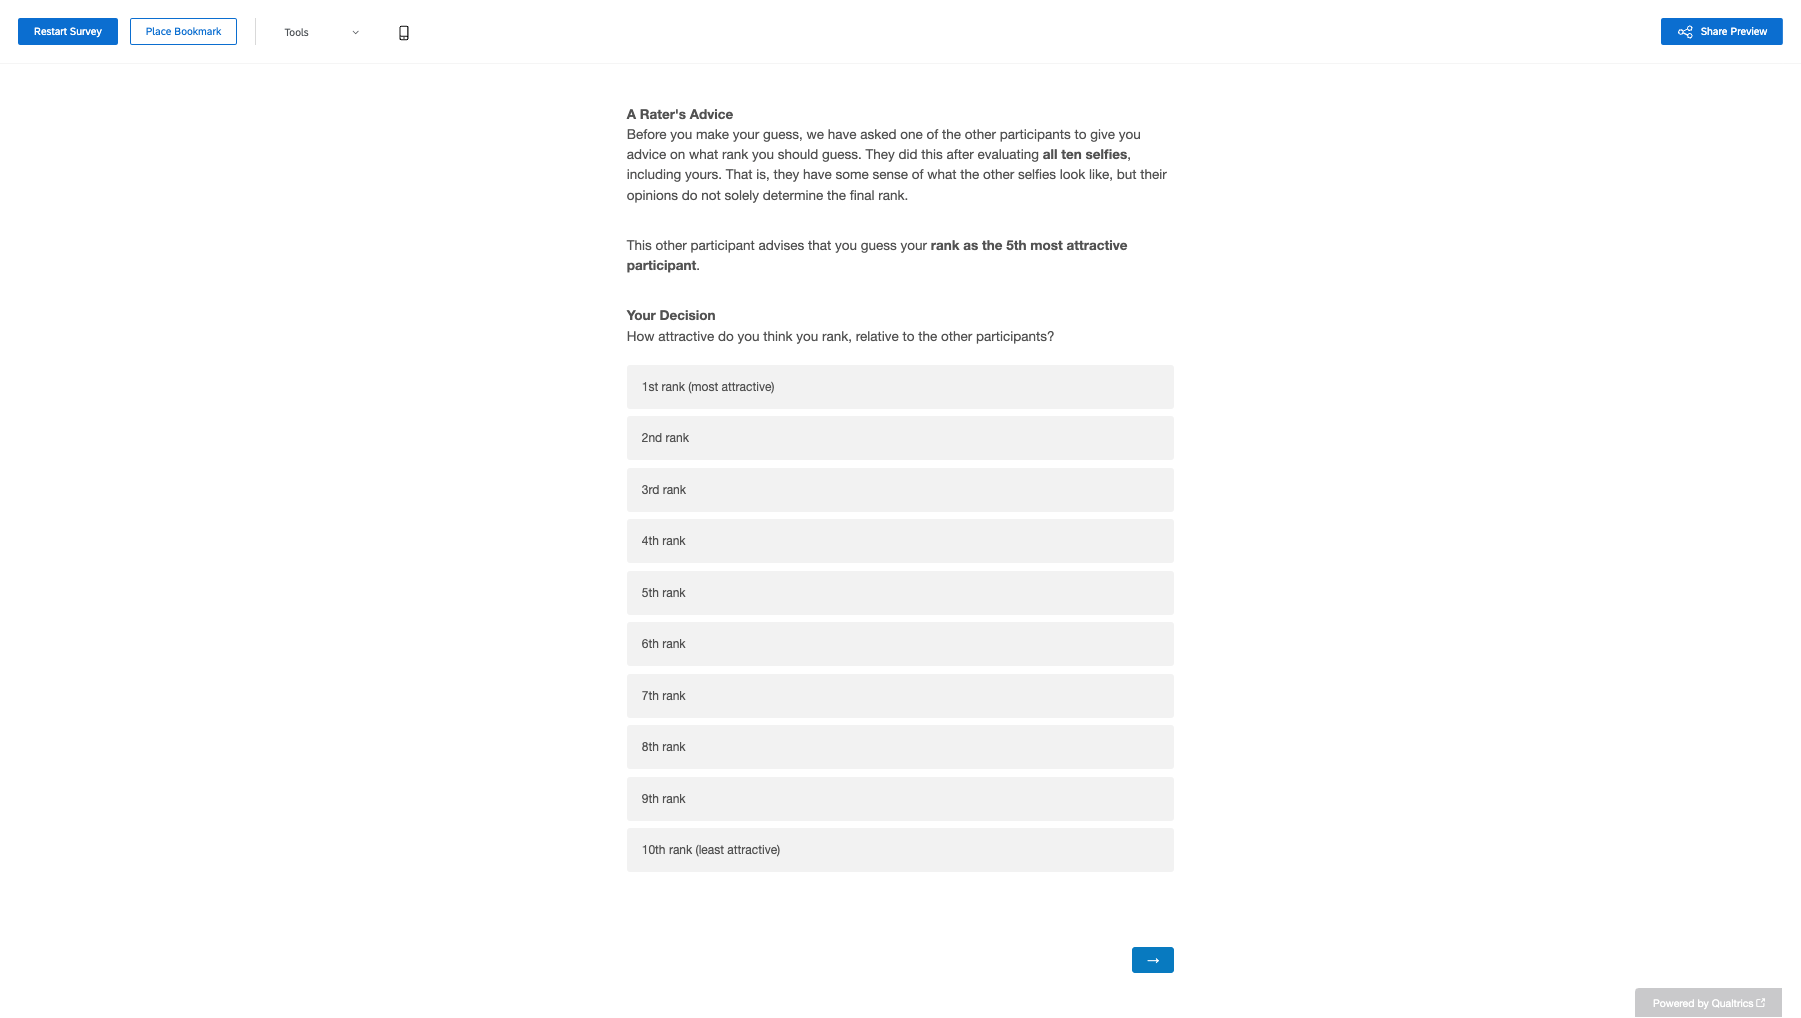 Restart Survey
Place Bookmark
Tools
Share Preview
A Rater's Advice
Before you make your guess, we have asked one of the other participants to give you
advice on what rank you should guess. They did this after evaluating all ten selfies,
including yours. That is, they have some sense of what the other selfies look like, but their
opinions do not solely determine the final rank.
This other participant advises that you guess your rank as the 5th most attractive
participant.
Your Decision
How attractive do you think you rank, relative to the other participants?
1st rank (most attractive)
2nd rank
3rd rank
4th rank
5th rank
6th rank
7th rank
8th rank
9th rank
10th rank (least attractive)
→
Powered by Qualtrics